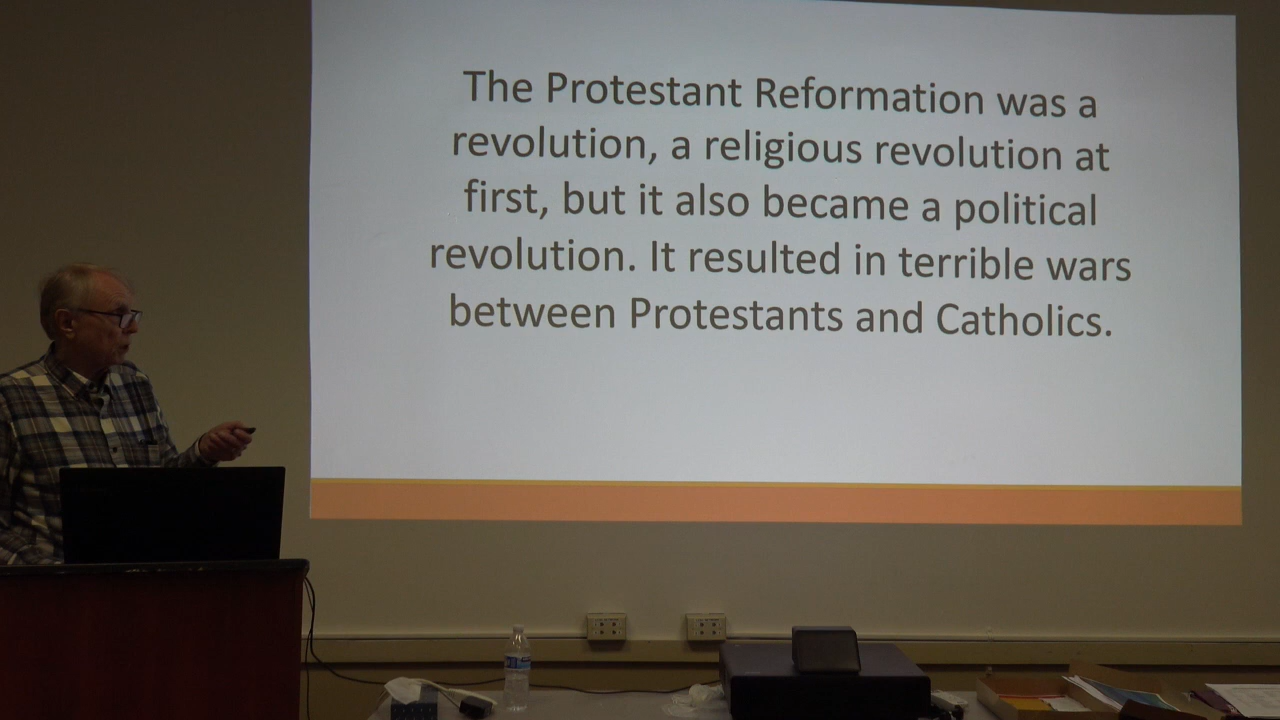 The Protestant Reformation was a
revolution, a religious revolution at
first, but it also became a political
revolution. It resulted in terrible wars
between Protestants and Catholics.